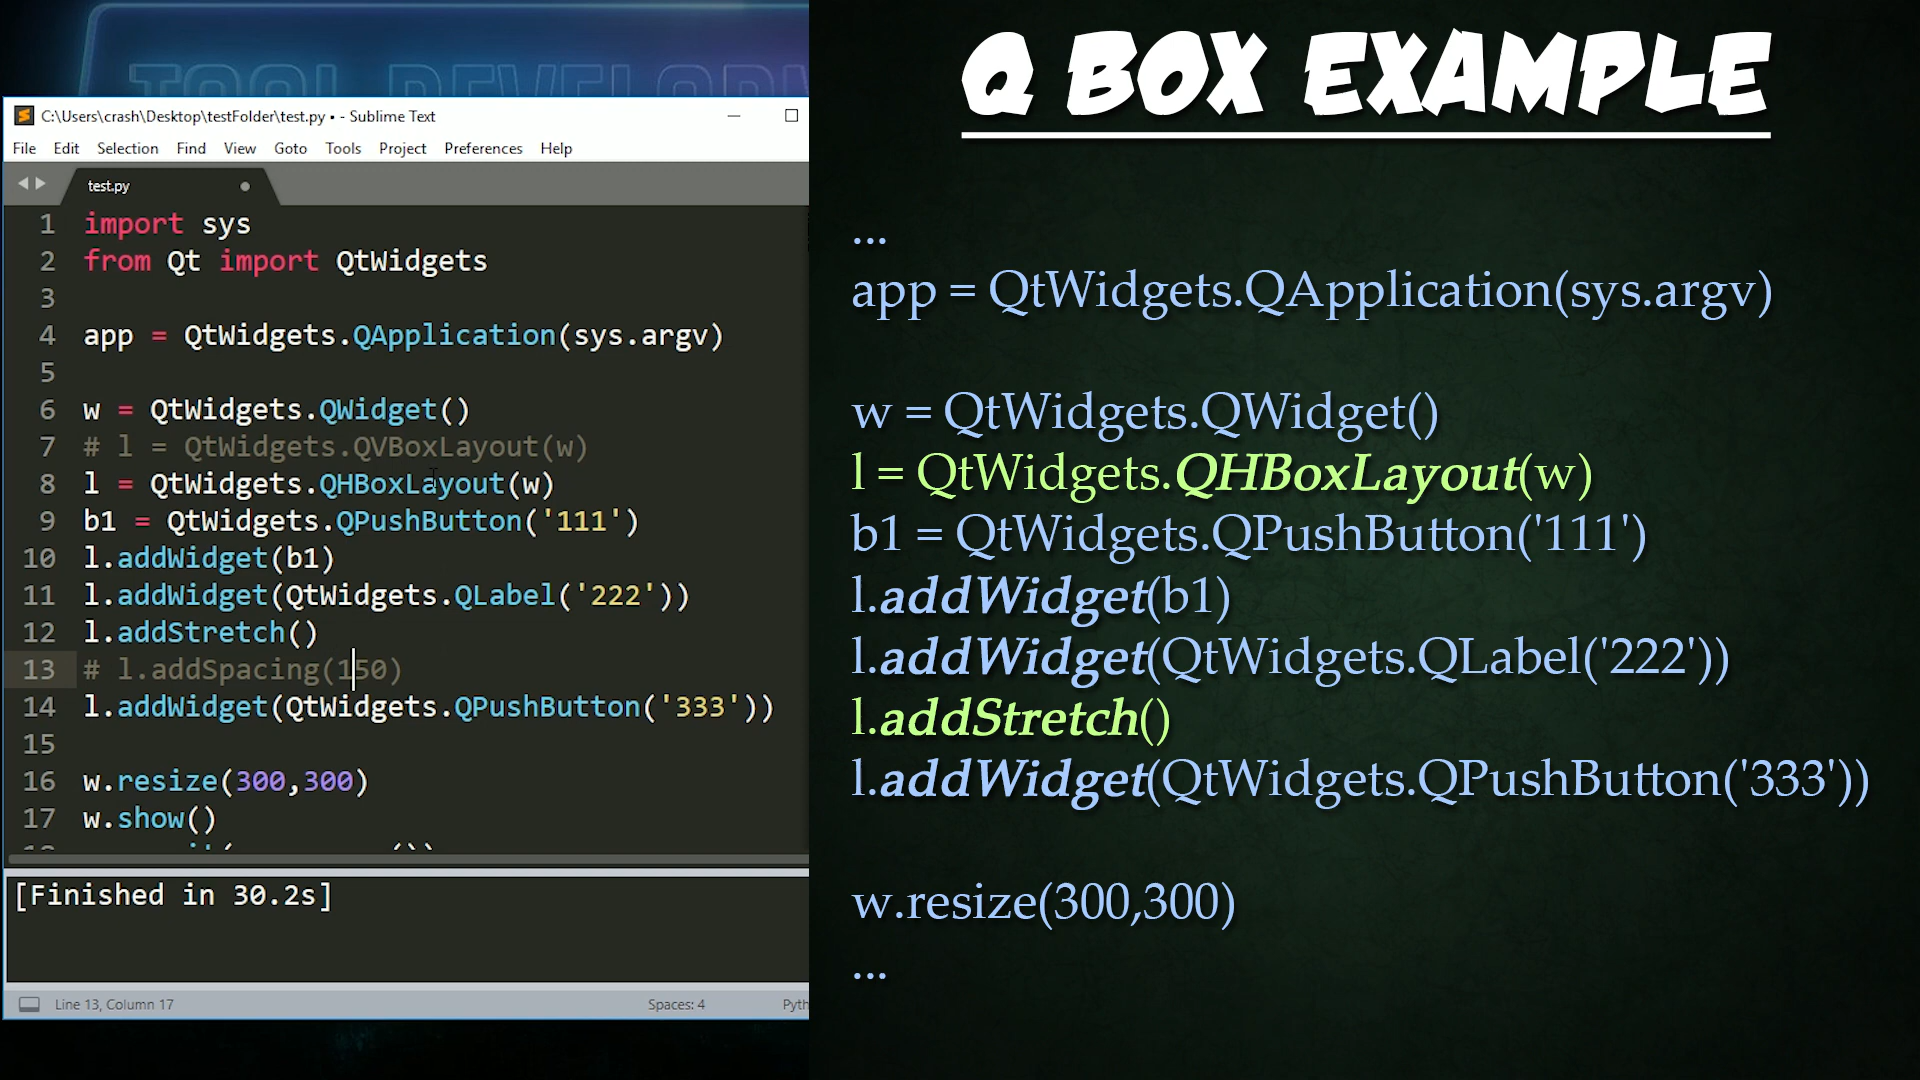 TOOL DEVELOP
C:\Users\crash\Desktop\testFolder\test.py • - Sublime Text
File Edit Selection Find View Goto Tools Project Preferences Help
test.py
1 import sys
2 from Qt import QtWidgets
3
4 app = QtWidgets.QApplication(sys.argv)
5
6 w = QtWidgets.QWidget()
7 # l = QtWidgets.QVBoxLayout(w)
8 l = QtWidgets.QHBoxLayout(w)
9 b1 = QtWidgets.QPushButton('111')
10 l.addWidget(b1)
11 l.addWidget(QtWidgets.QLabel('222'))
12 l.addStretch()
13 # l.addSpacing(150)
14 l.addWidget(QtWidgets.QPushButton('333'))
15
16 w.resize(300,300)
17 w.show()
[Finished in 30.2s]
Line 13, Column 17
Spaces: 4
Pyth
Q BOX EXAMPLE
...
app = QtWidgets.QApplication(sys.argv)
w = QtWidgets.QWidget()
l = QtWidgets.QHBoxLayout(w)
b1 = QtWidgets.QPushButton('111')
l.addWidget(b1)
l.addWidget(QtWidgets.QLabel('222'))
l.addStretch()
l.addWidget(QtWidgets.QPushButton('333'))
w.resize(300,300)
...